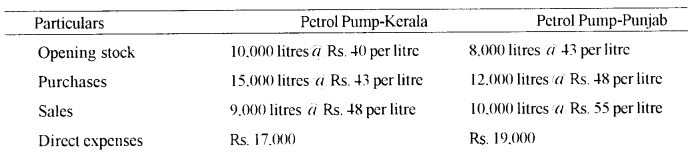 Particulars Petrol Pump-Kerala Petrol Pump-Punjab
Opening stock 10,000 litres a Rs. 40 per litre 8,000 litres a 43 per litre
Purchases 15,000 litres a Rs. 43 per litre 12,000 litres a Rs. 48 per litre
Sales 9,000 litres a Rs. 48 per litre 10,000 litres a Rs. 55 per litre
Direct expenses Rs. 17,000 Rs. 19,000